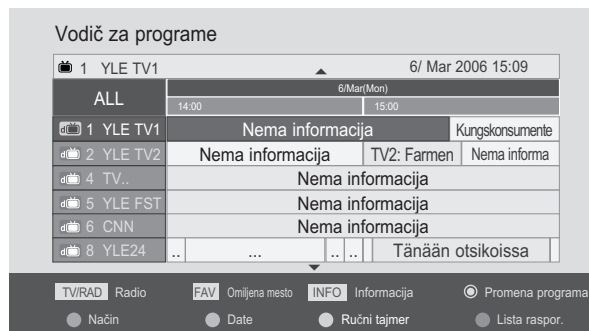 Vodič za programe
1 YLE TV1 6/ Mar 2006 15:09
ALL 6/Mar(Mon)
14:00 15:00
1 YLE TV1 Nema informacija Kungskonsumente
2 YLE TV2 Nema informacija TV2: Farmen Nema informa
4 TV.. Nema informacija
5 YLE FST Nema informacija
6 CNN Nema informacija
8 YLE24 .. ... .. .. Tänään otsikoissa
TV/RAD Radio FAV Omiljena mesto INFO Informacija Promena programa
Način Date Ručni tajmer Lista raspor.